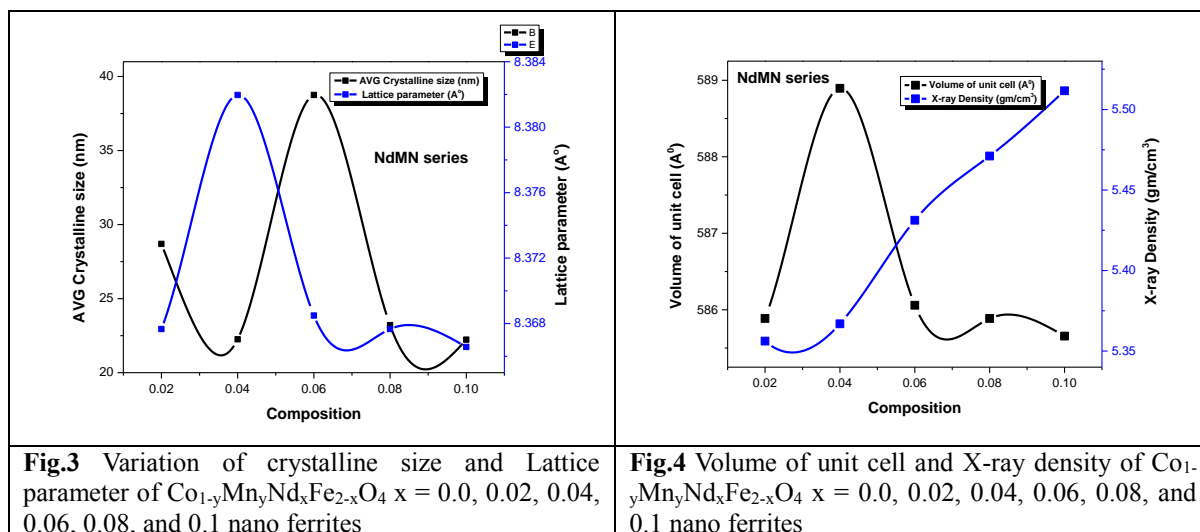 B
E
AVG Crystalline size (nm)
Lattice parameter (A°)
NdMN series
40
35
30
25
20
AVG Crystalline size (nm)
8.384
8.380
8.376
8.372
8.368
Lattice parameter (A°)
0.02 0.04 0.06 0.08 0.10
Composition
NdMN series
Volume of unit cell (A⁰)
X-ray Density (gm/cm³)
589
588
587
586
Volume of unit cell (A⁰)
5.50
5.45
5.40
5.35
X-ray Density (gm/cm³)
0.02 0.04 0.06 0.08 0.10
Composition
Fig.3 Variation of crystalline size and Lattice
parameter of Co₁₋yMnyNdₓFe₂₋ₓO₄ x = 0.0, 0.02, 0.04,
0.06, 0.08, and 0.1 nano ferrites
Fig.4 Volume of unit cell and X-ray density of Co₁₋
yMnyNdₓFe₂₋ₓO₄ x = 0.0, 0.02, 0.04, 0.06, 0.08, and
0.1 nano ferrites